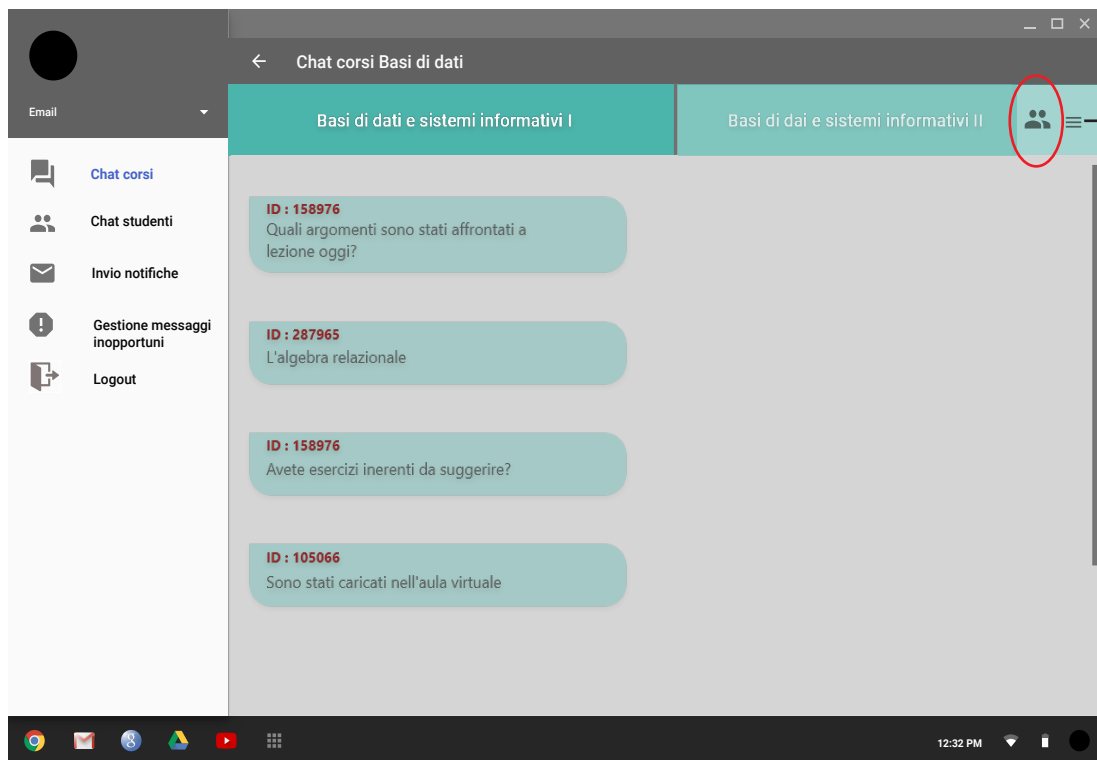 Email
Chat corsi
Chat studenti
Invio notifiche
Gestione messaggi
inopportuni
Logout
Chat corsi Basi di dati
Basi di dati e sistemi informativi I
Basi di dai e sistemi informativi II
ID : 158976
Quali argomenti sono stati affrontati a
lezione oggi?
ID : 287965
L'algebra relazionale
ID : 158976
Avete esercizi inerenti da suggerire?
ID : 105066
Sono stati caricati nell'aula virtuale
12:32 PM